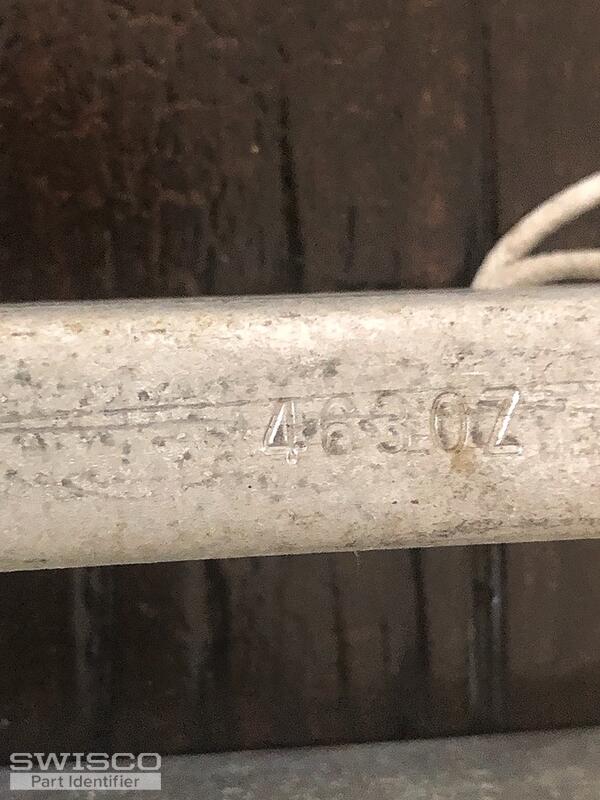 4630Z
SWISCO
Part Identifier